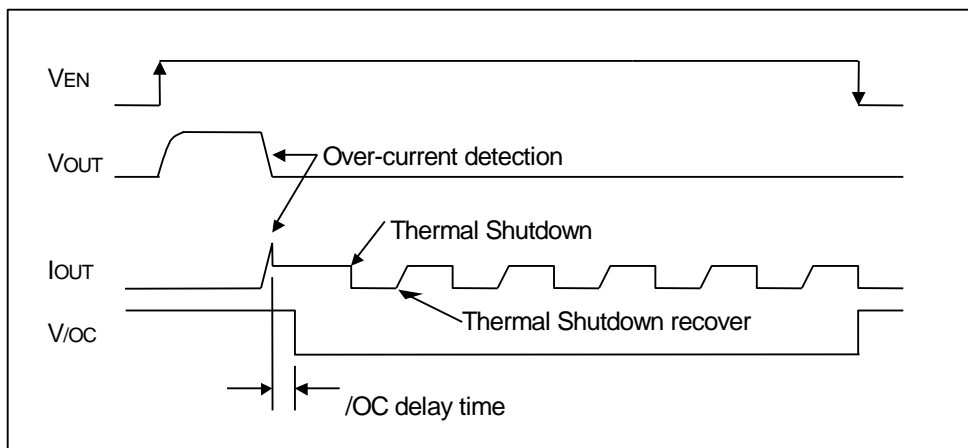 VEN
VOUT
Over-current detection
Thermal Shutdown
IOUT
Thermal Shutdown recover
V/OC
/OC delay time